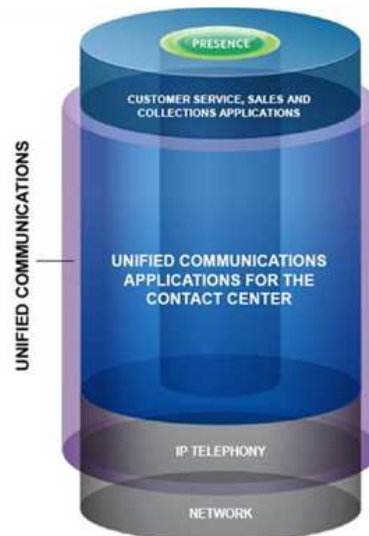 PRESENCE
CUSTOMER SERVICE, SALES AND
COLLECTIONS APPLICATIONS
UNIFIED COMMUNICATIONS
UNIFIED COMMUNICATIONS
APPLICATIONS FOR THE
CONTACT CENTER
IP TELEPHONY
NETWORK